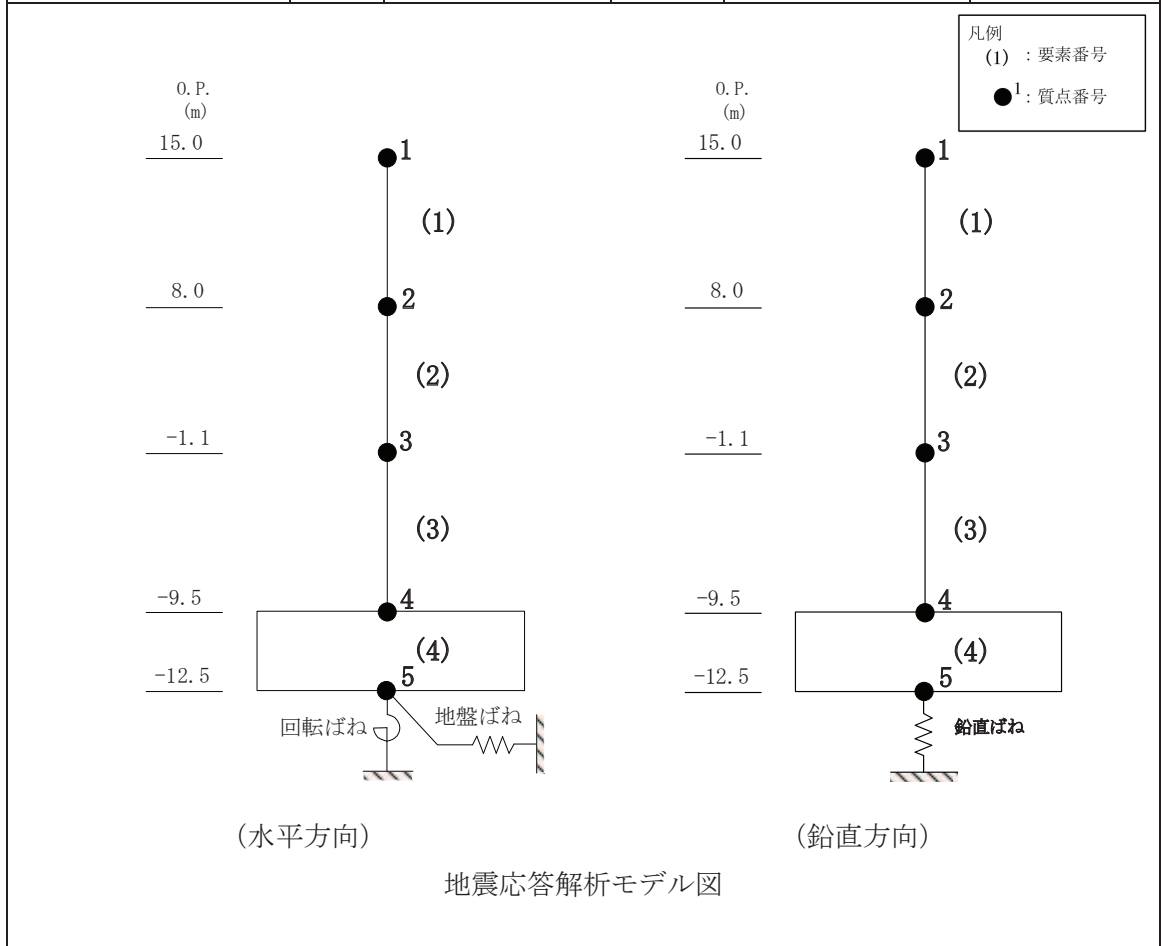 凡例
(1) : 要素番号
1 : 質点番号
O.P.
(m)
15.0
1
(1)
8.0
2
(2)
-1.1
3
(3)
-9.5
4
(4)
-12.5
5
回転ばね
地盤ばね
(水平方向)
O.P.
(m)
15.0
1
(1)
8.0
2
(2)
-1.1
3
(3)
-9.5
4
(4)
-12.5
5
鉛直ばね
(鉛直方向)
地震応答解析モデル図